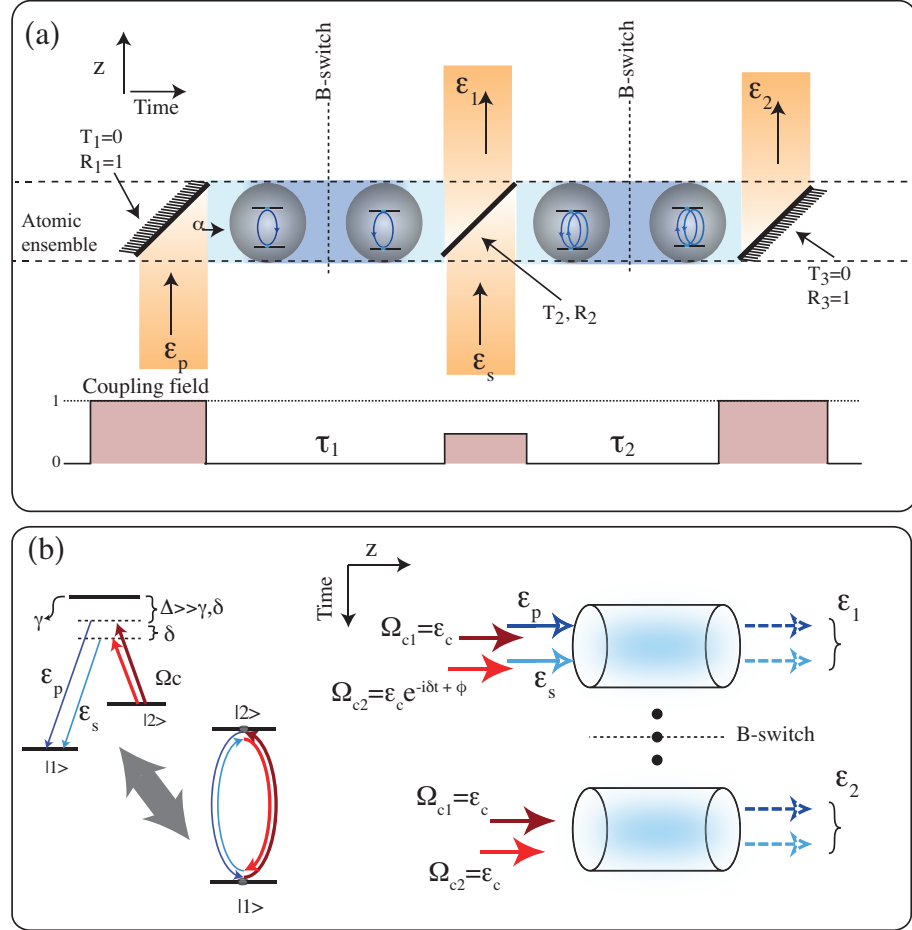 (a)
z
Time
B-switch
B-switch
ε1
ε2
T1=0
R1=1
Atomic
ensemble
α
T2, R2
T3=0
R3=1
εp
εs
Coupling field
1
0
τ1
τ2
(b)
γ
Δ>>γ,δ
δ
εp
εs
Ωc
|2>
|1>
|2>
|1>
z
Time
εp
Ωc1=εc
εs
Ωc2=εc e-iδt + ϕ
ε1
B-switch
Ωc1=εc
Ωc2=εc
ε2